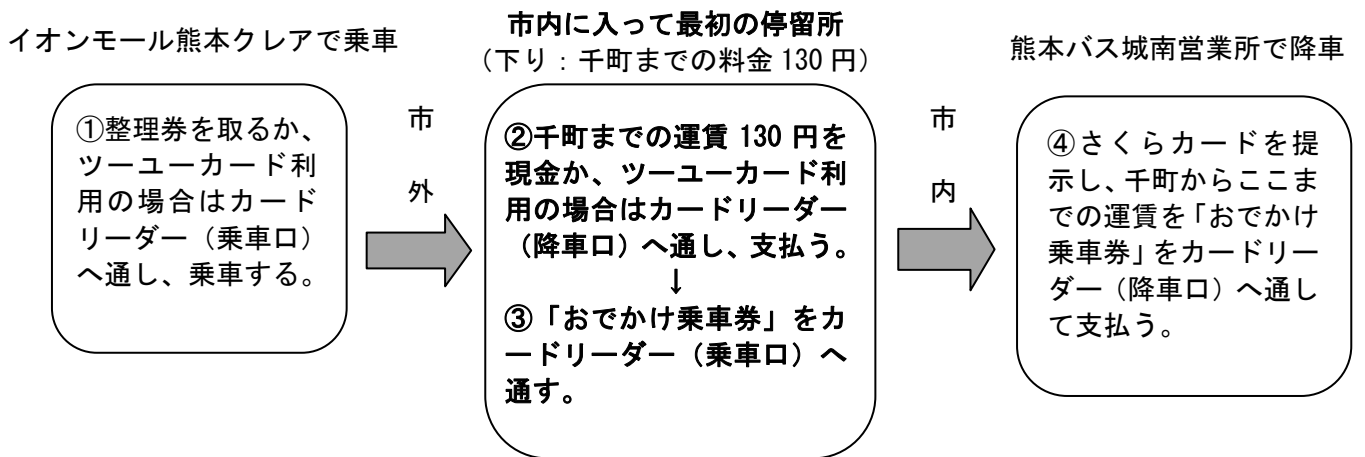 イオンモール熊本クレアで乗車
①整理券を取るか、
ツーユーカード利
用の場合はカード
リーダー（乗車口）
へ通し、乗車する。
市
外
市内に入って最初の停留所
（下り：千町までの料金 130 円）
②千町までの運賃 130 円を
現金か、ツーユーカード利
用の場合はカードリーダー
（降車口）へ通し、支払う。
↓
③「おでかけ乗車券」をカ
ードリーダー（乗車口）へ
通す。
市
内
熊本バス城南営業所で降車
④さくらカードを提
示し、千町からここま
での運賃を「おでかけ
乗車券」をカードリー
ダー（降車口）へ通し
て支払う。